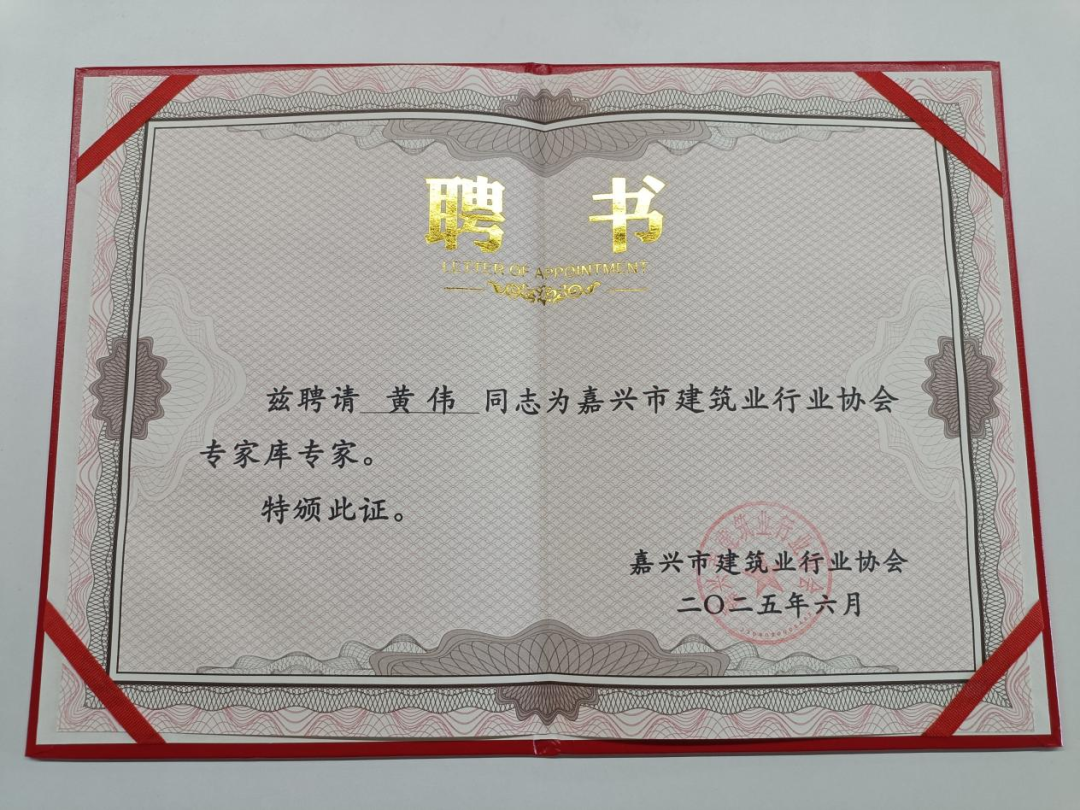 聘书
LETTER OF APPOINTMENT
兹聘请 黄伟 同志为嘉兴市建筑业行业协会
专家库专家。
特颁此证。
嘉兴市建筑业行业协会
二〇二五年六月